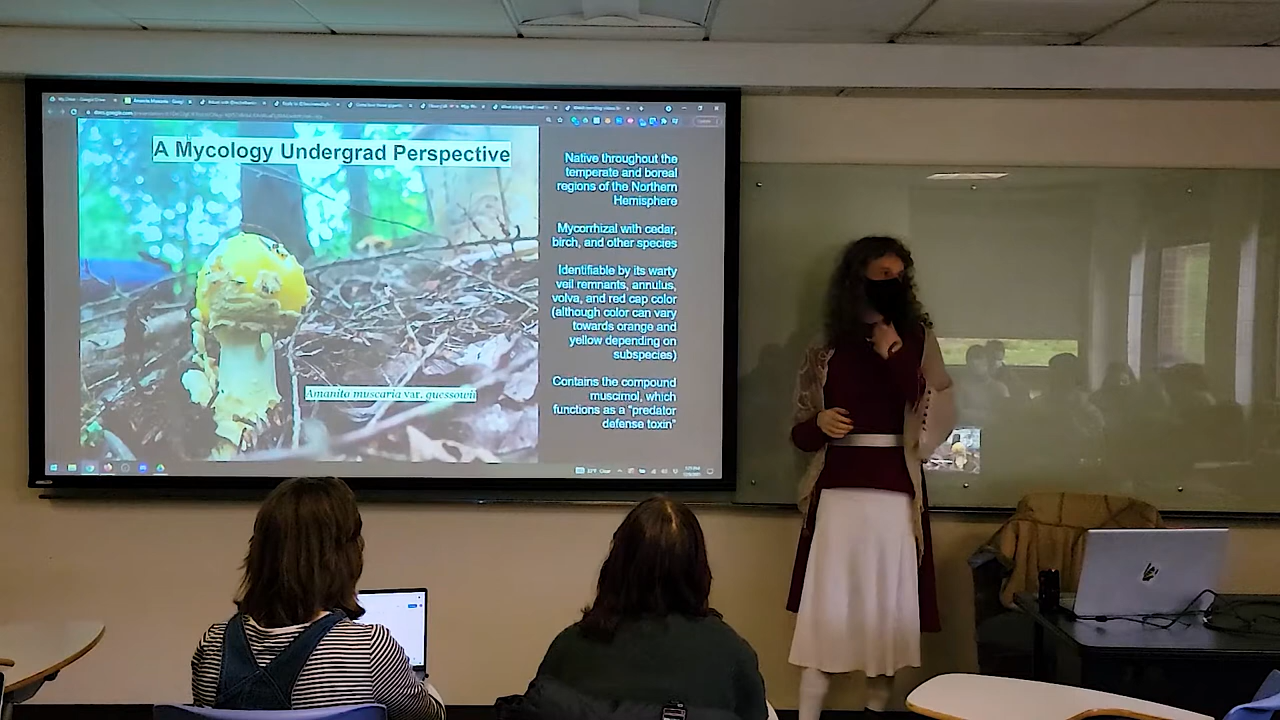 A Mycology Undergrad Perspective
Native throughout the
temperate and boreal
regions of the Northern
Hemisphere
Mycorrhizal with cedar,
birch, and other species
Identifiable by its warty
veil remnants, annulus,
volva, and red cap color
(although color can vary
towards orange and
yellow depending on
subspecies)
Contains the compound
muscimol, which
functions as a "predator
defense toxin"
Amanita muscaria var. guessowii